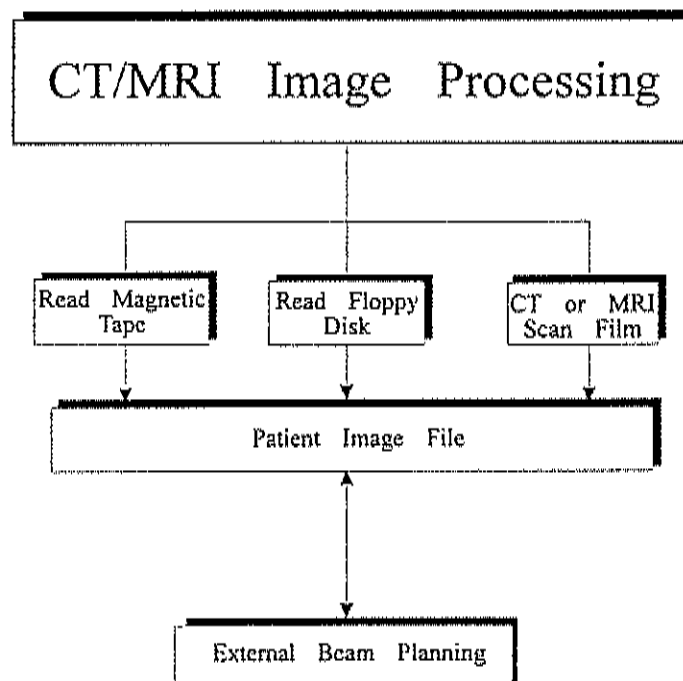 CT/MRI Image Processing
Read Magnetic
Tape
Read Floppy
Disk
CT or MRI
Scan Film
Patient Image File
External Beam Planning